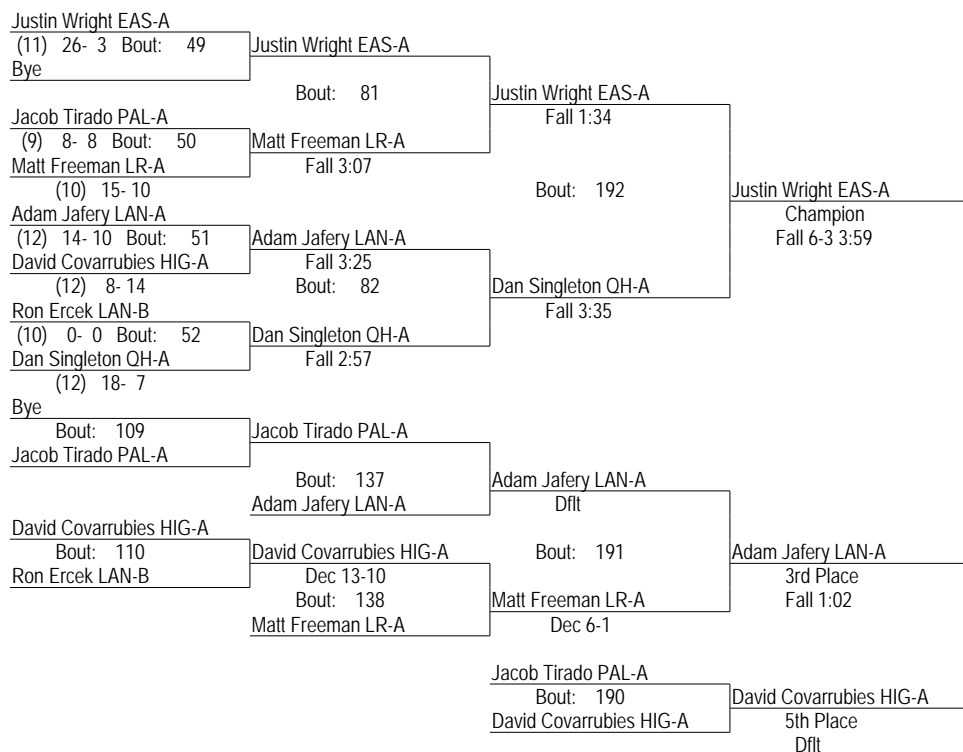 Justin Wright EAS-A
(11) 26- 3 Bout: 49
Bye
Justin Wright EAS-A
Bout: 81
Jacob Tirado PAL-A
(9) 8- 8 Bout: 50
Matt Freeman LR-A
(10) 15- 10
Matt Freeman LR-A
Fall 3:07
Justin Wright EAS-A
Fall 1:34
Bout: 192
Adam Jafery LAN-A
(12) 14- 10 Bout: 51
David Covarrubies HIG-A
(12) 8- 14
Adam Jafery LAN-A
Fall 3:25
Bout: 82
Ron Ercek LAN-B
(10) 0- 0 Bout: 52
Dan Singleton QH-A
(12) 18- 7
Dan Singleton QH-A
Fall 2:57
Dan Singleton QH-A
Fall 3:35
Justin Wright EAS-A
Champion
Fall 6-3 3:59
Bye
Bout: 109
Jacob Tirado PAL-A
Jacob Tirado PAL-A
Bout: 137
Adam Jafery LAN-A
Adam Jafery LAN-A
Dflt
Bout: 191
David Covarrubies HIG-A
Bout: 110
Ron Ercek LAN-B
David Covarrubies HIG-A
Dec 13-10
Bout: 138
Matt Freeman LR-A
Matt Freeman LR-A
Dec 6-1
Adam Jafery LAN-A
3rd Place
Fall 1:02
Jacob Tirado PAL-A
Bout: 190
David Covarrubies HIG-A
David Covarrubies HIG-A
5th Place
Dflt